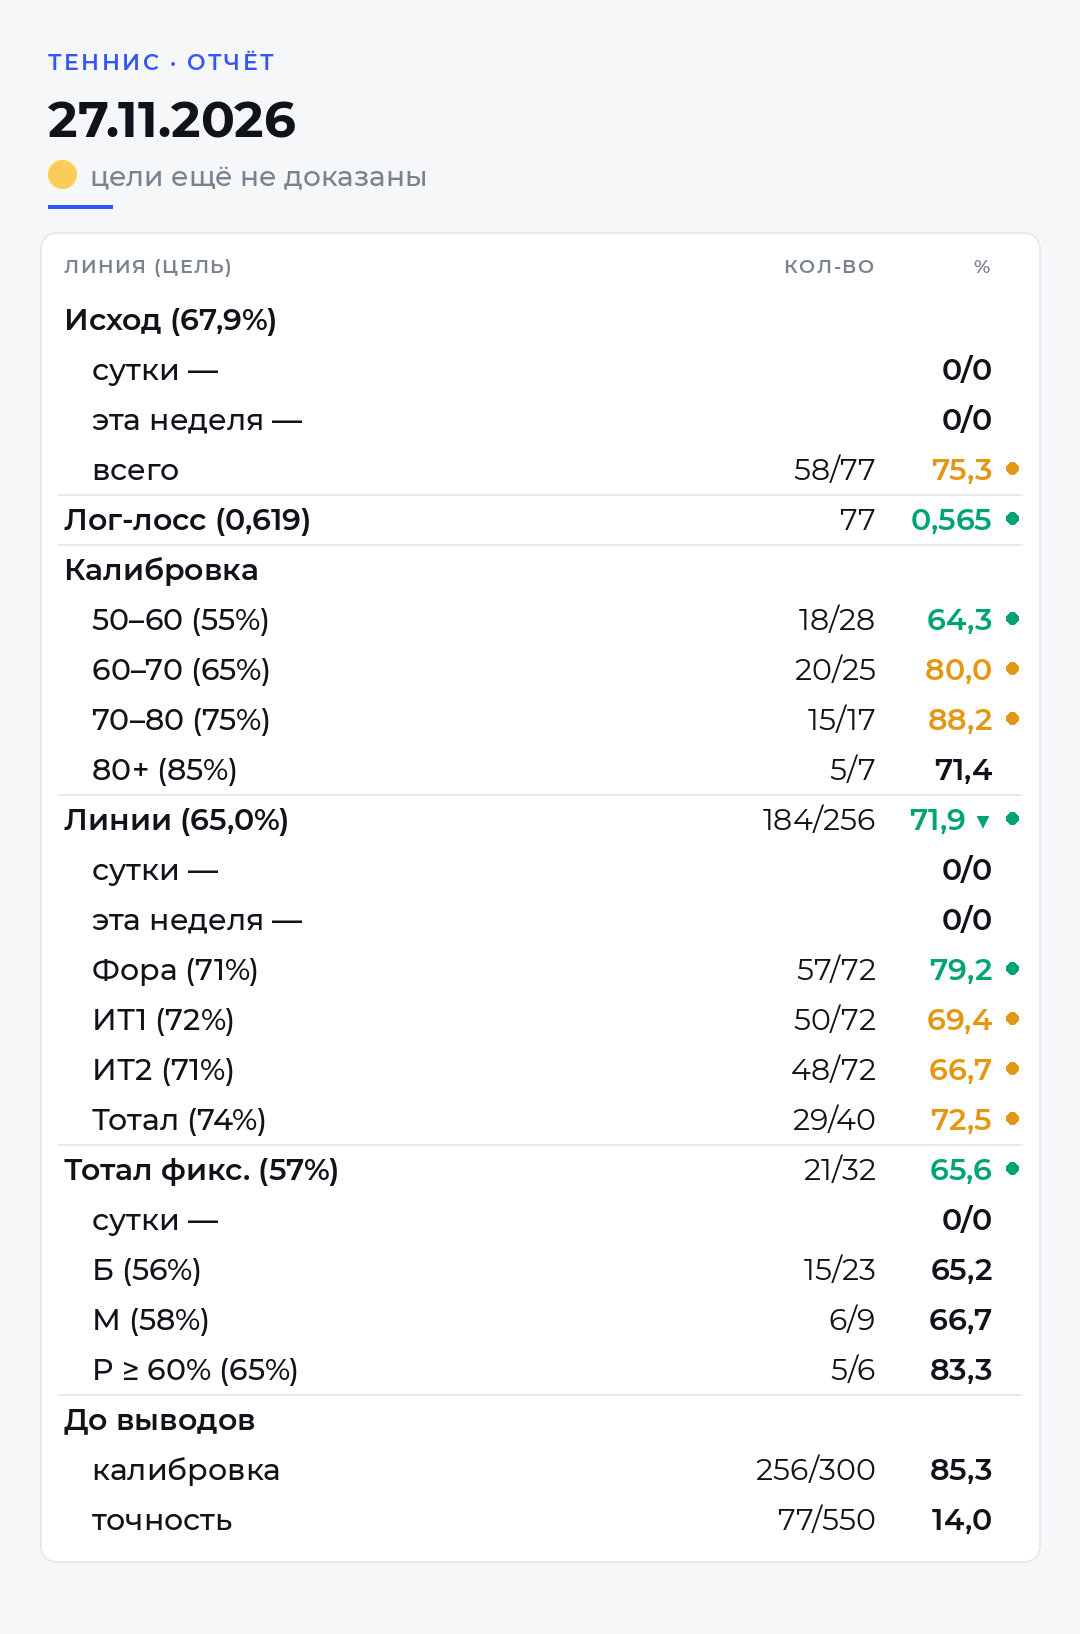 ТЕННИС · ОТЧЁТ
27.11.2026
цели ещё не доказаны
ЛИНИЯ (ЦЕЛЬ) КОЛ-ВО %
Исход (67,9%)
сутки — 0/0
эта неделя — 0/0
всего 58/77 75,3
Лог-лосс (0,619) 77 0,565
Калибровка
50–60 (55%) 18/28 64,3
60–70 (65%) 20/25 80,0
70–80 (75%) 15/17 88,2
80+ (85%) 5/7 71,4
Линии (65,0%) 184/256 71,9 ▼
сутки — 0/0
эта неделя — 0/0
Фора (71%) 57/72 79,2
ИТ1 (72%) 50/72 69,4
ИТ2 (71%) 48/72 66,7
Тотал (74%) 29/40 72,5
Тотал фикс. (57%) 21/32 65,6
сутки — 0/0
Б (56%) 15/23 65,2
М (58%) 6/9 66,7
Р ≥ 60% (65%) 5/6 83,3
До выводов
калибровка 256/300 85,3
точность 77/550 14,0